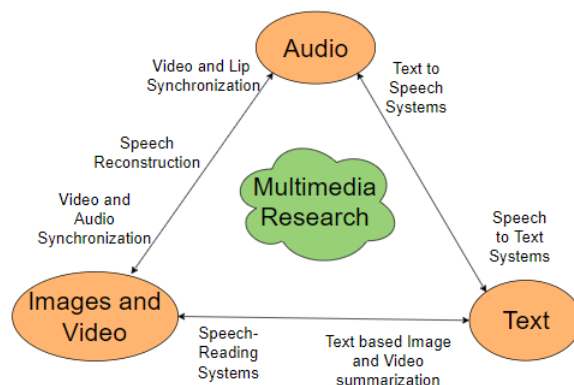 Audio
Video and Lip
Synchronization
Text to
Speech
Systems
Speech
Reconstruction
Multimedia
Research
Video and
Audio
Synchronization
Speech
to Text
Systems
Images and
Video
Text
Speech-
Reading
Systems
Text based Image
and Video
summarization